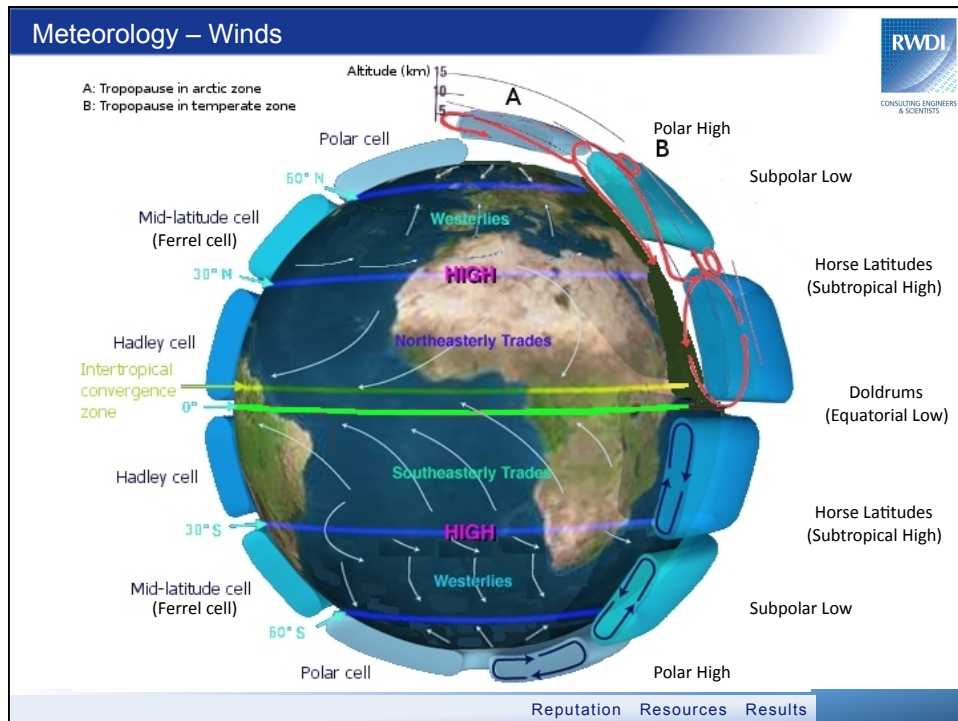 Meteorology – Winds
RWDI
CONSULTING ENGINEERS
& SCIENTISTS
A: Tropopause in arctic zone
B: Tropopause in temperate zone
Altitude (km) 15
10
5
A
B
Polar cell
Polar High
60° N
Subpolar Low
Mid-latitude cell
(Ferrel cell)
Westerlies
30° N
HIGH
Horse Latitudes
(Subtropical High)
Hadley cell
Northeasterly Trades
Intertropical
convergence
zone
0°
Doldrums
(Equatorial Low)
Hadley cell
Southeasterly Trades
30° S
HIGH
Horse Latitudes
(Subtropical High)
Mid-latitude cell
(Ferrel cell)
Westerlies
Subpolar Low
60° S
Polar cell
Polar High
Reputation Resources Results